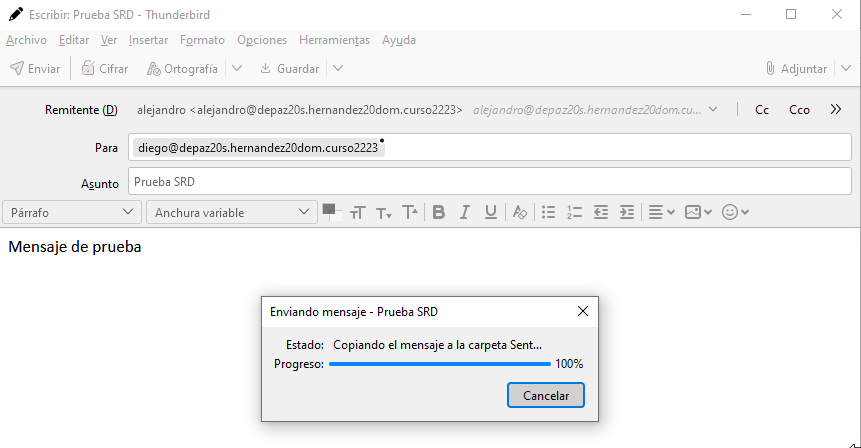 Escribir: Prueba SRD - Thunderbird
Archivo Editar Ver Insertar Formato Opciones Herramientas Ayuda
Enviar Cifrar Ortografía Guardar Adjuntar
Remitente (D) alejandro <alejandro@depaz20s.hernandez20dom.curso2223> alejandro@depaz20s.hernandez20dom.cu... Cc Cco
Para diego@depaz20s.hernandez20dom.curso2223
Asunto Prueba SRD
Párrafo Anchura variable
Mensaje de prueba
Enviando mensaje - Prueba SRD
Estado: Copiando el mensaje a la carpeta Sent...
Progreso: 100%
Cancelar